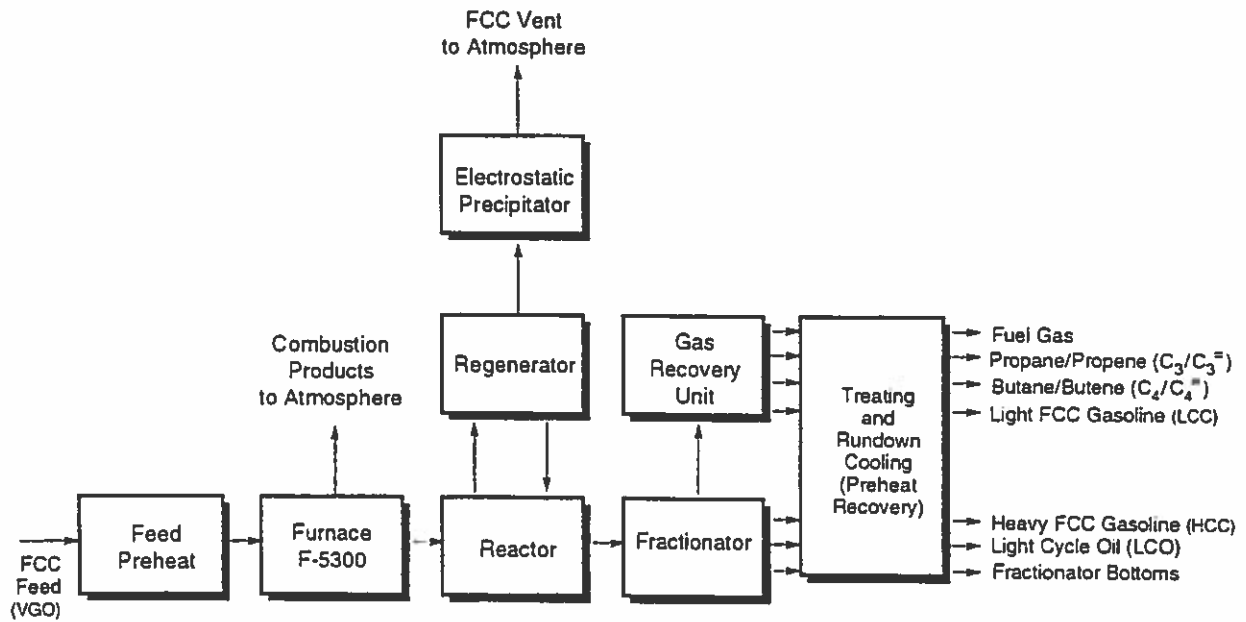 FCC Vent
to Atmosphere
Electrostatic
Precipitator
Combustion
Products
to Atmosphere
Regenerator
Gas
Recovery
Unit
Treating
and
Rundown
Cooling
(Preheat
Recovery)
Fuel Gas
Propane/Propene (C₃/C₃⁼)
Butane/Butene (C₄/C₄⁼)
Light FCC Gasoline (LCC)
FCC
Feed
(VGO)
Feed
Preheat
Furnace
F-5300
Reactor
Fractionator
Heavy FCC Gasoline (HCC)
Light Cycle Oil (LCO)
Fractionator Bottoms